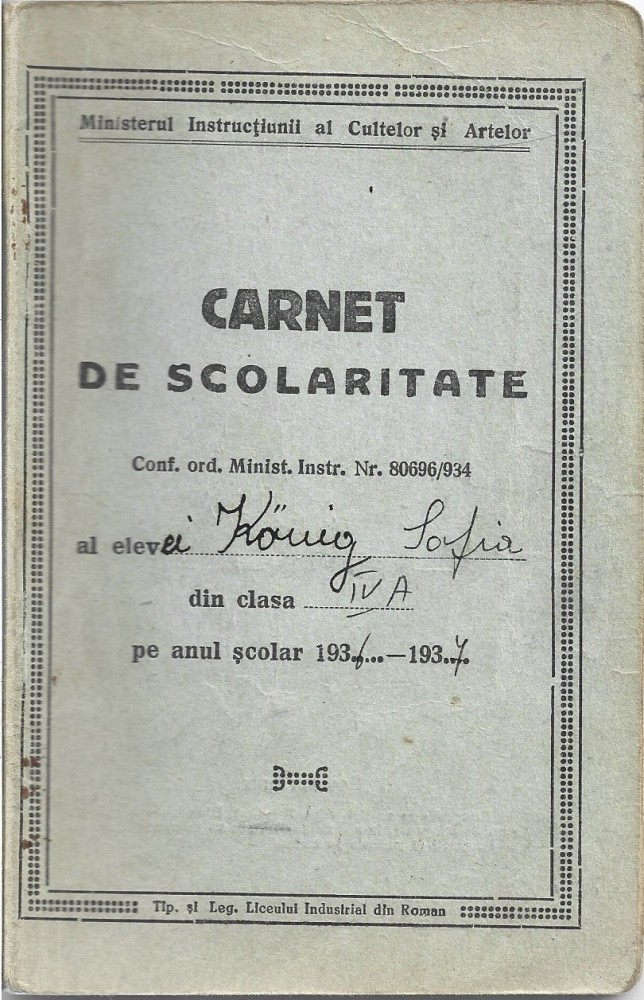 Ministerul Instrucţiunii al Cultelor şi Artelor
CARNET
DE SCOLARITATE
Conf. ord. Minist. Instr. Nr. 80696/934
al elevei König Sofia
din clasa IV A
pe anul şcolar 1936...—1937.
Tip. şi Leg. Liceului Industrial din Roman